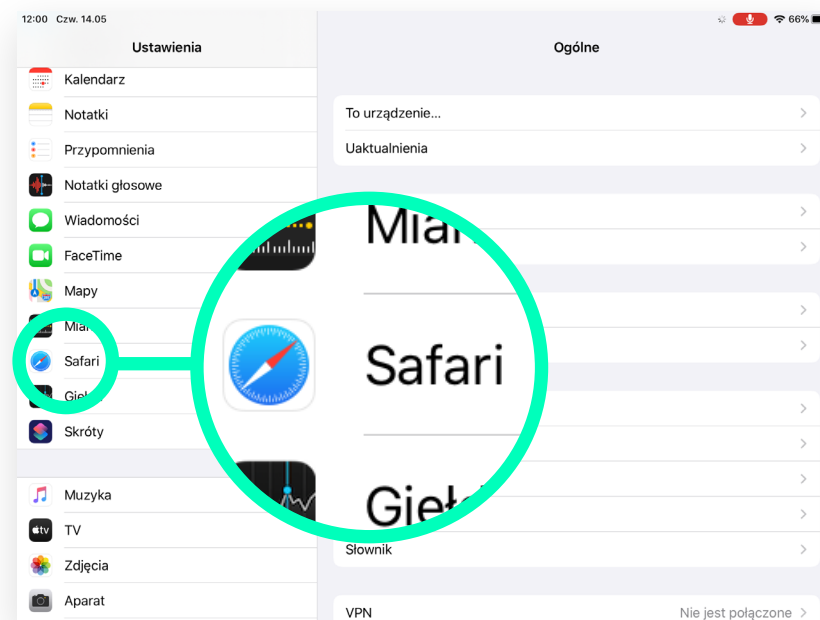 12:00 Czw. 14.05
66%
Ustawienia
Ogólne
Kalendarz
Notatki
Przypomnienia
Notatki głosowe
Wiadomości
FaceTime
Mapy
Safari
Skróty
Muzyka
tv TV
Zdjęcia
Aparat
Safari
To urządzenie...
Uaktualnienia
Słownik
VPN
Nie jest połączone